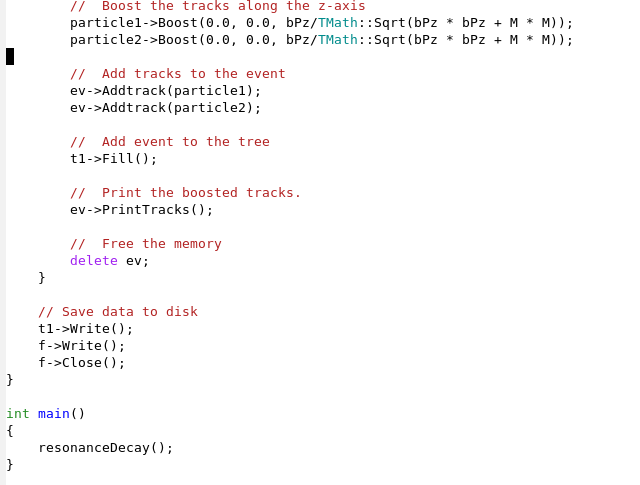 //  Boost the tracks along the z-axis
        particle1->Boost(0.0, 0.0, bPz/TMath::Sqrt(bPz * bPz + M * M));
        particle2->Boost(0.0, 0.0, bPz/TMath::Sqrt(bPz * bPz + M * M));

        //  Add tracks to the event
        ev->Addtrack(particle1);
        ev->Addtrack(particle2);

        //  Add event to the tree
        t1->Fill();

        //  Print the boosted tracks.
        ev->PrintTracks();

        //  Free the memory
        delete ev;
    }

    // Save data to disk
    t1->Write();
    f->Write();
    f->Close();
}

int main()
{
    resonanceDecay();
}